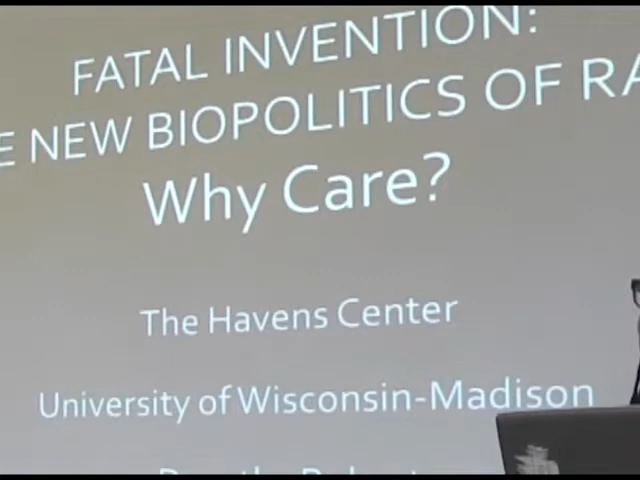 FATAL INVENTION:
E NEW BIOPOLITICS OF RA
Why Care?
The Havens Center
University of Wisconsin-Madison